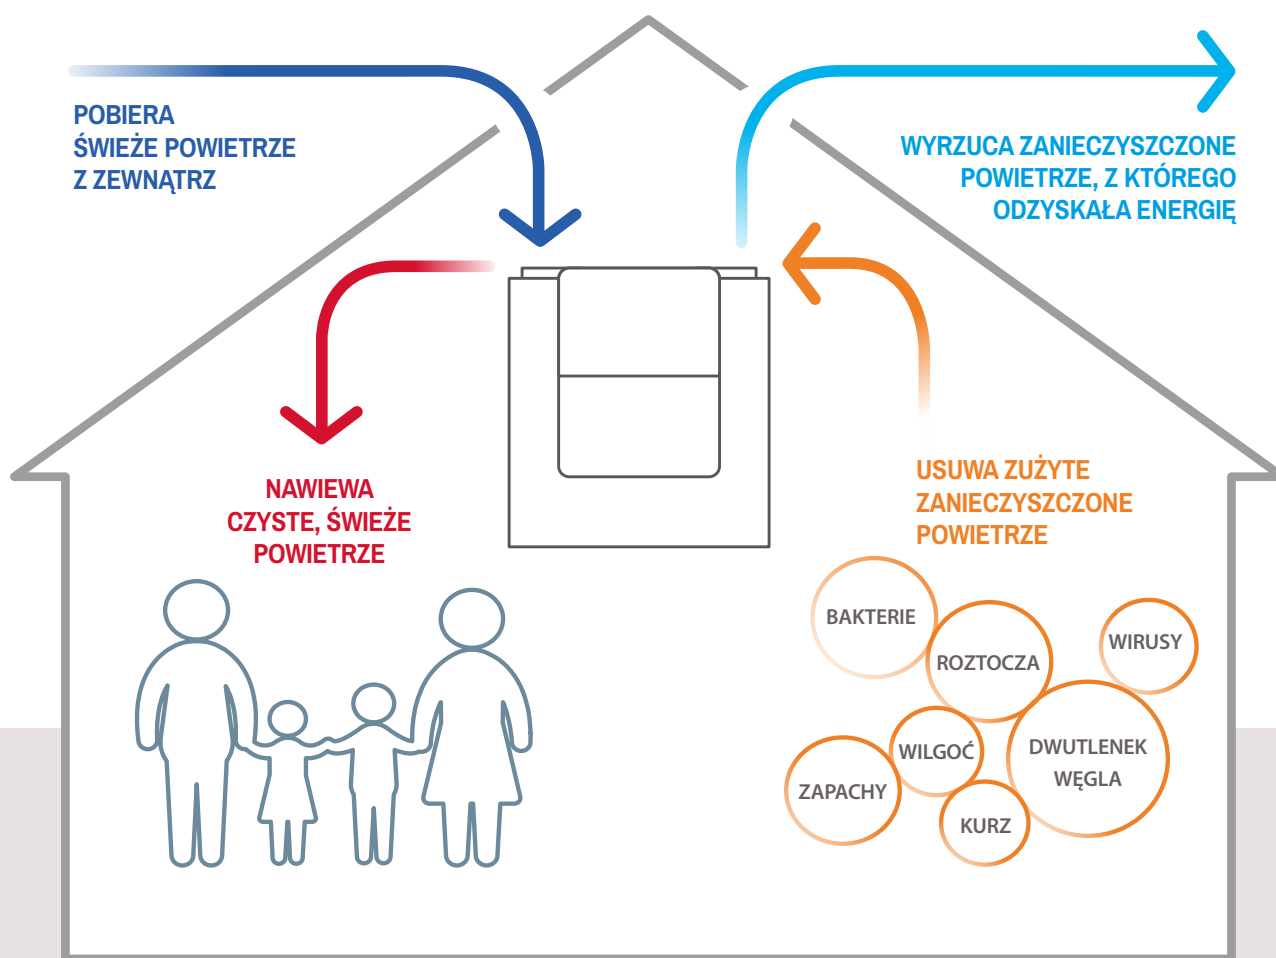 POBIERA
ŚWIEŻE POWIETRZE
Z ZEWNĄTRZ
WYRZUCA ZANIECZYSZCZONE
POWIETRZE, Z KTÓREGO
ODZYSKAŁA ENERGIĘ
NAWIEWA
CZYSTE, ŚWIEŻE
POWIETRZE
USUWA ZUŻYTE
ZANIECZYSZCZONE
POWIETRZE
BAKTERIE
ROZTOCZA
WIRUSY
WILGOĆ
DWUTLENEK
WĘGLA
ZAPACHY
KURZ